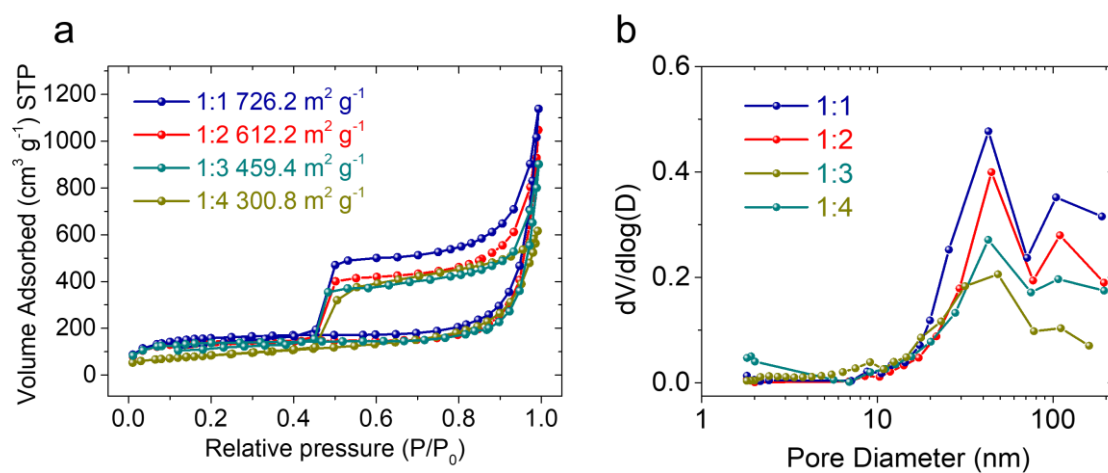 a
Volume Adsorbed (cm³ g⁻¹) STP
1200
1000
800
600
400
200
0
1:1 726.2 m² g⁻¹
1:2 612.2 m² g⁻¹
1:3 459.4 m² g⁻¹
1:4 300.8 m² g⁻¹
0.0 0.2 0.4 0.6 0.8 1.0
Relative pressure (P/P₀)
b
dV/dlog(D)
0.6
0.4
0.2
0.0
1:1
1:2
1:3
1:4
1 10 100
Pore Diameter (nm)